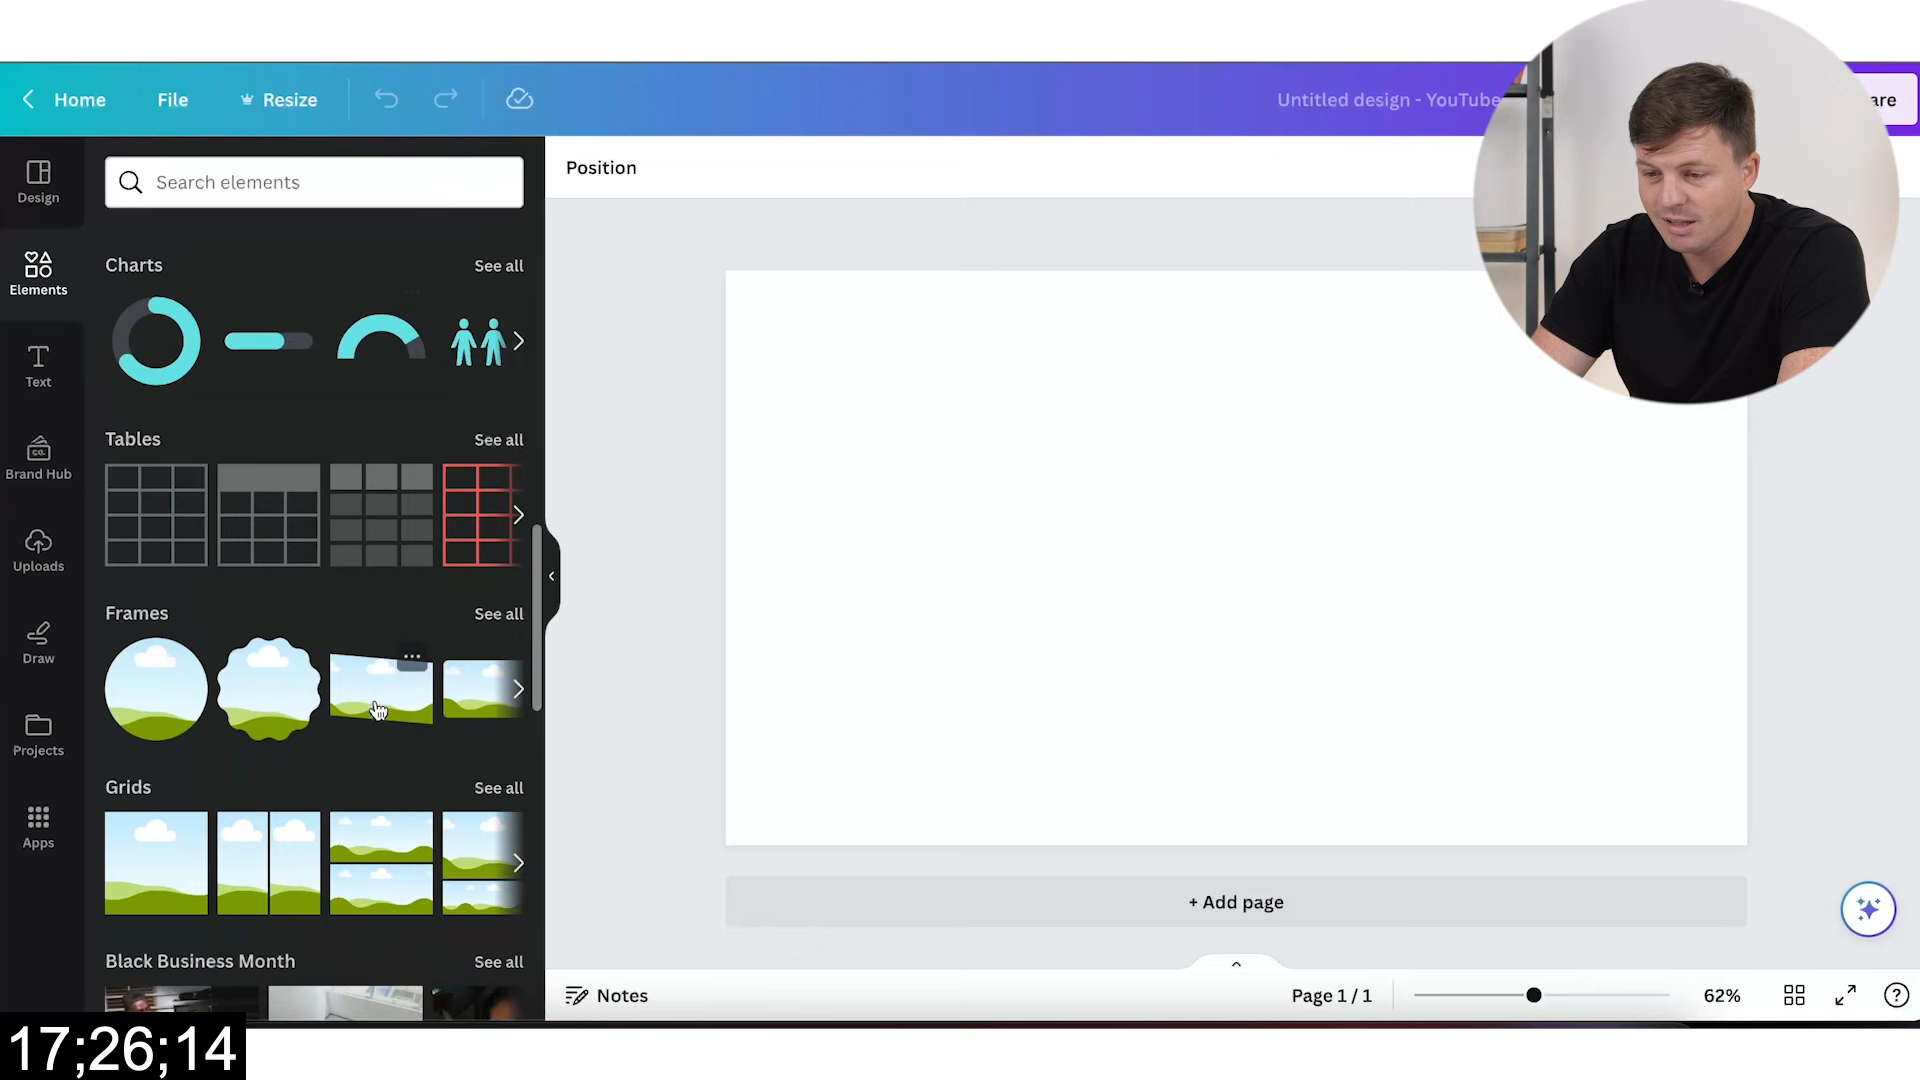 Home
File
Resize
Untitled design - YouTube
are
Design
Elements
Text
Brand Hub
CO.
Uploads
Draw
Projects
Apps
Search elements
Charts
See all
Tables
See all
Frames
See all
Grids
See all
Black Business Month
See all
Position
+ Add page
Notes
Page 1 / 1
62%
17;26;14